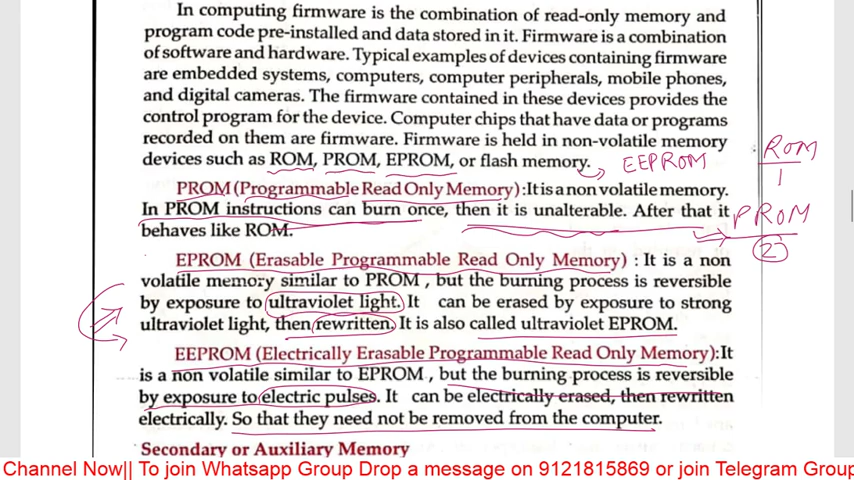 In computing firmware is the combination of read-only memory and
program code pre-installed and data stored in it. Firmware is a combination
of software and hardware. Typical examples of devices containing firmware
are embedded systems, computers, computer peripherals, mobile phones,
and digital cameras. The firmware contained in these devices provides the
control program for the device. Computer chips that have data or programs
recorded on them are firmware. Firmware is held in non-volatile memory
devices such as ROM, PROM, EPROM, or flash memory.
EEPROM
ROM
1
PROM (Programmable Read Only Memory) : It is a non volatile memory.
In PROM instructions can burn once, then it is unalterable. After that it
behaves like ROM.
PROM
2
EPROM (Erasable Programmable Read Only Memory) : It is a non
volatile memory similar to PROM , but the burning process is reversible
by exposure to ultraviolet light. It can be erased by exposure to strong
ultraviolet light, then rewritten. It is also called ultraviolet EPROM.
EEPROM (Electrically Erasable Programmable Read Only Memory) : It
is a non volatile similar to EPROM , but the burning process is reversible
by exposure to electric pulses. It can be electrically erased, then rewritten
electrically. So that they need not be removed from the computer.
Secondary or Auxiliary Memory
Channel Now|| To join Whatsapp Group Drop a message on 9121815869 or join Telegram Group